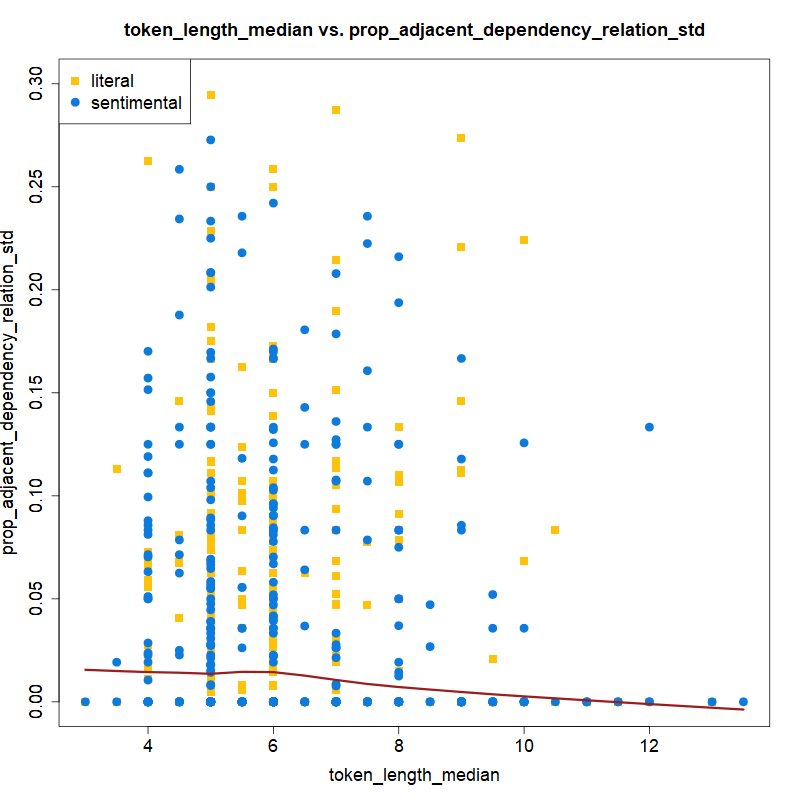 token_length_median vs. prop_adjacent_dependency_relation_std
literal
sentimental
prop_adjacent_dependency_relation_std
0.30
0.25
0.20
0.15
0.10
0.05
0.00
4 6 8 10 12
token_length_median